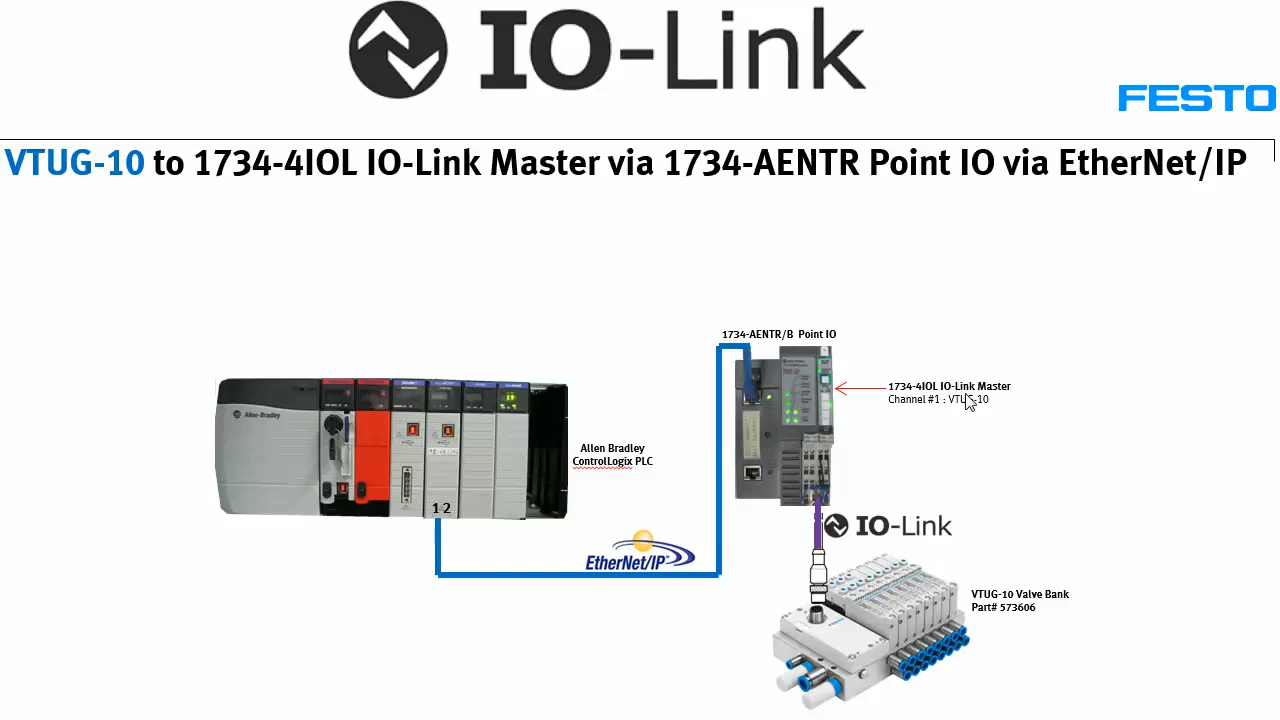 IO-Link
FESTO
VTUG-10 to 1734-4IOL IO-Link Master via 1734-AENTR Point IO via EtherNet/IP
1734-AENTR/B Point IO
1734-4IOL IO-Link Master
Channel #1 : VTUG-10
Allen-Bradley
Allen Bradley
ControlLogix PLC
1 2
IO-Link
EtherNet/IP™
VTUG-10 Valve Bank
Part# 573606
FESTO